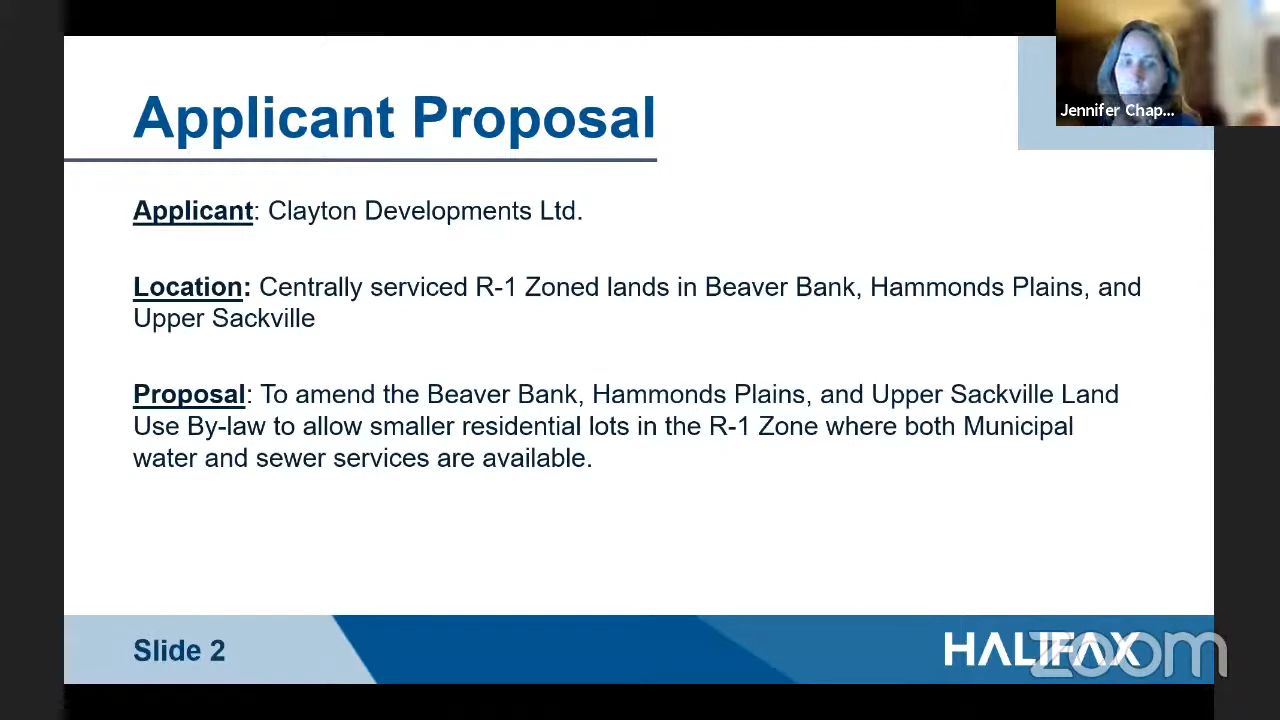 Applicant Proposal
Jennifer Chap...
Applicant: Clayton Developments Ltd.
Location: Centrally serviced R-1 Zoned lands in Beaver Bank, Hammonds Plains, and
Upper Sackville
Proposal: To amend the Beaver Bank, Hammonds Plains, and Upper Sackville Land
Use By-law to allow smaller residential lots in the R-1 Zone where both Municipal
water and sewer services are available.
Slide 2
HALIFAX
zoom